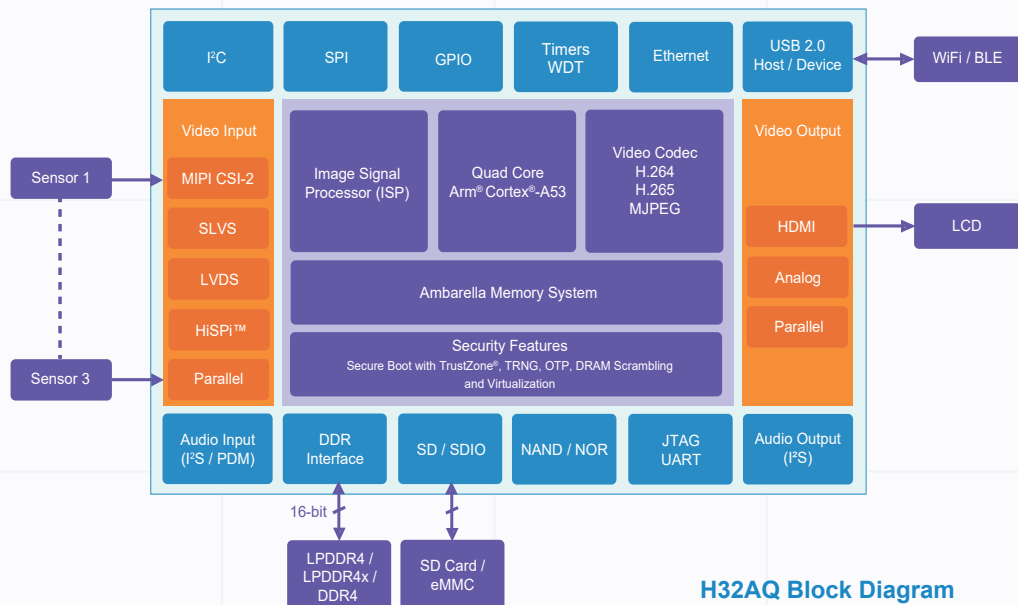 I²C
SPI
GPIO
Timers
WDT
Ethernet
USB 2.0
Host / Device
WiFi / BLE
Video Input
MIPI CSI-2
SLVS
LVDS
HiSPi™
Parallel
Sensor 1
Sensor 3
Image Signal
Processor (ISP)
Quad Core
Arm® Cortex®-A53
Video Codec
H.264
H.265
MJPEG
Ambarella Memory System
Security Features
Secure Boot with TrustZone®, TRNG, OTP, DRAM Scrambling
and Virtualization
Video Output
HDMI
Analog
Parallel
LCD
Audio Input
(I²S / PDM)
DDR
Interface
SD / SDIO
NAND / NOR
JTAG
UART
Audio Output
(I²S)
16-bit
LPDDR4 /
LPDDR4x /
DDR4
SD Card /
eMMC
H32AQ Block Diagram